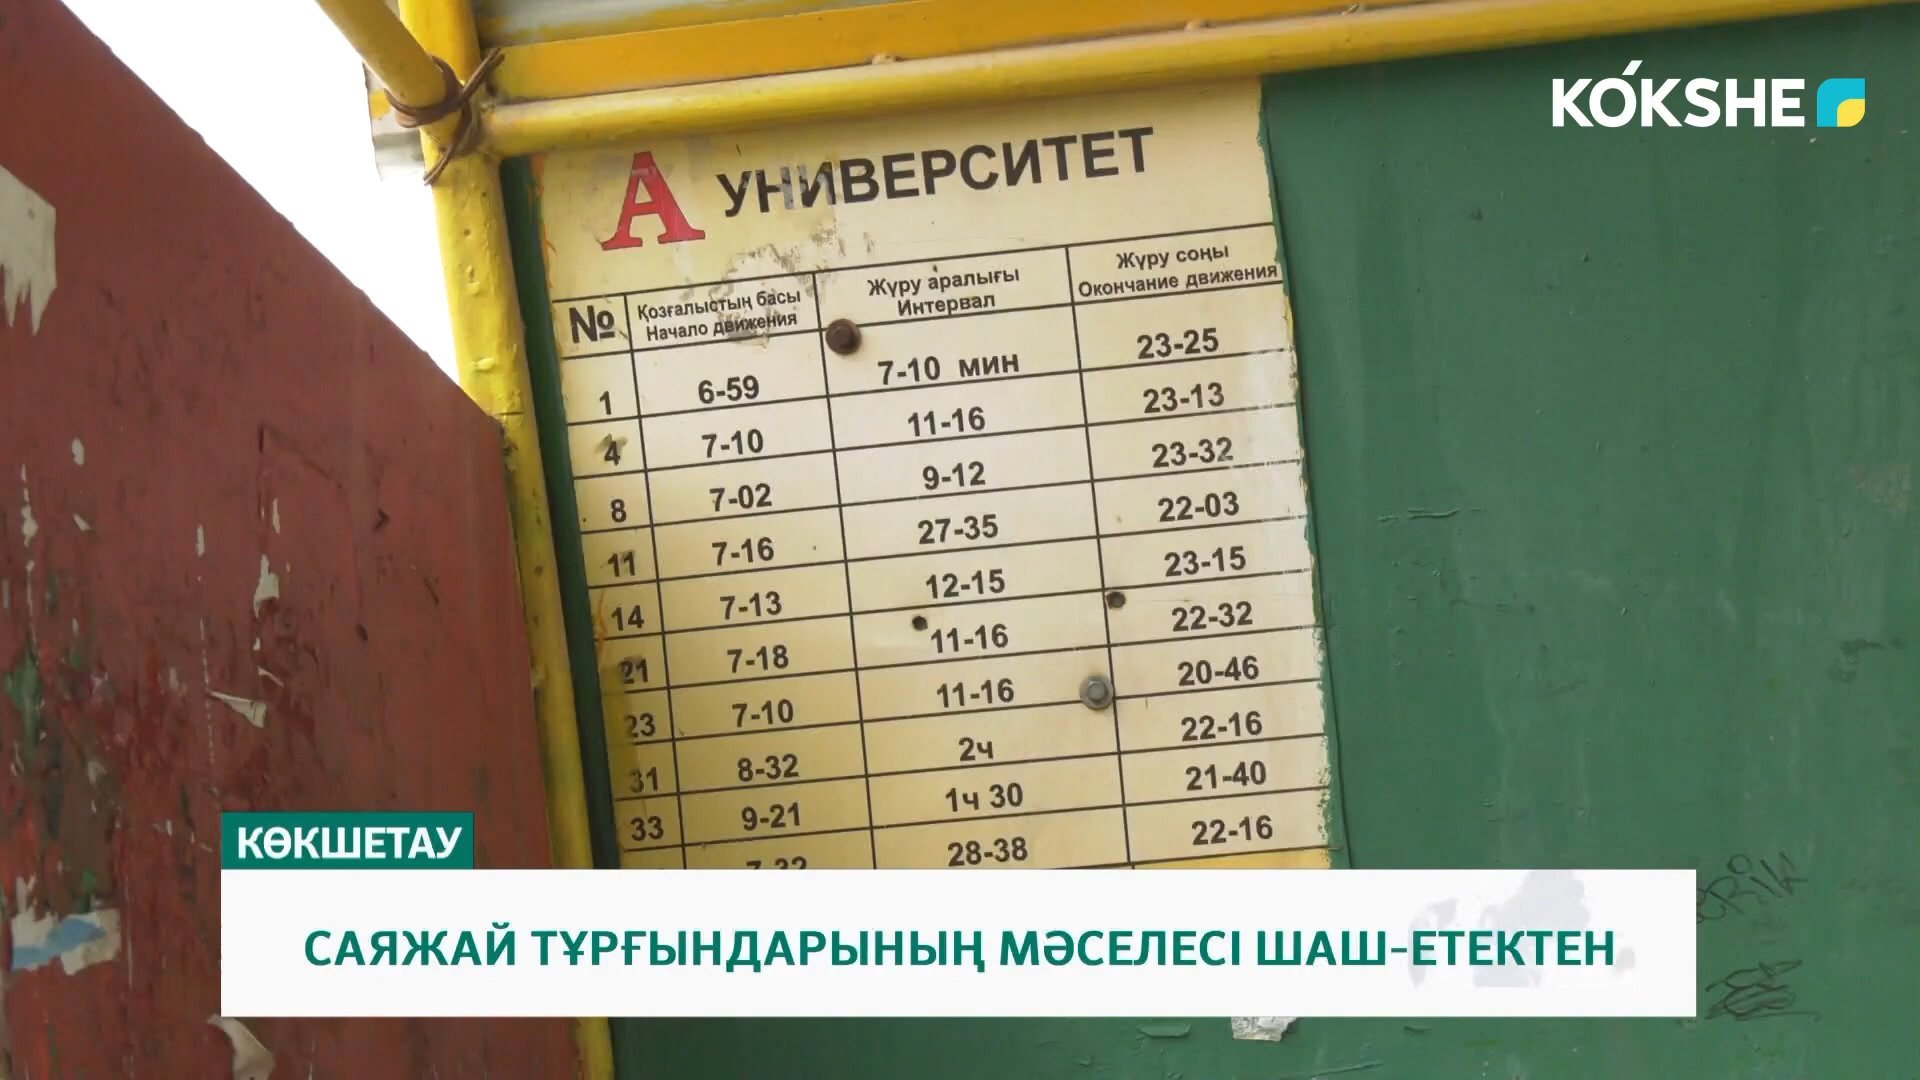 KÓKSHE
А УНИВЕРСИТЕТ
№ Қозғалыстың басы Жүру аралығы Жүру соңы
Начало движения Интервал Окончание движения
1 6-59 7-10 мин 23-25
4 7-10 11-16 23-13
8 7-02 9-12 23-32
11 7-16 27-35 22-03
14 7-13 12-15 23-15
21 7-18 11-16 22-32
23 7-10 11-16 20-46
31 8-32 2ч 22-16
33 9-21 1ч 30 21-40
28-38 22-16
КӨКШЕТАУ
САЯЖАЙ ТҰРҒЫНДАРЫНЫҢ МӘСЕЛЕСІ ШАШ-ЕТЕКТЕН